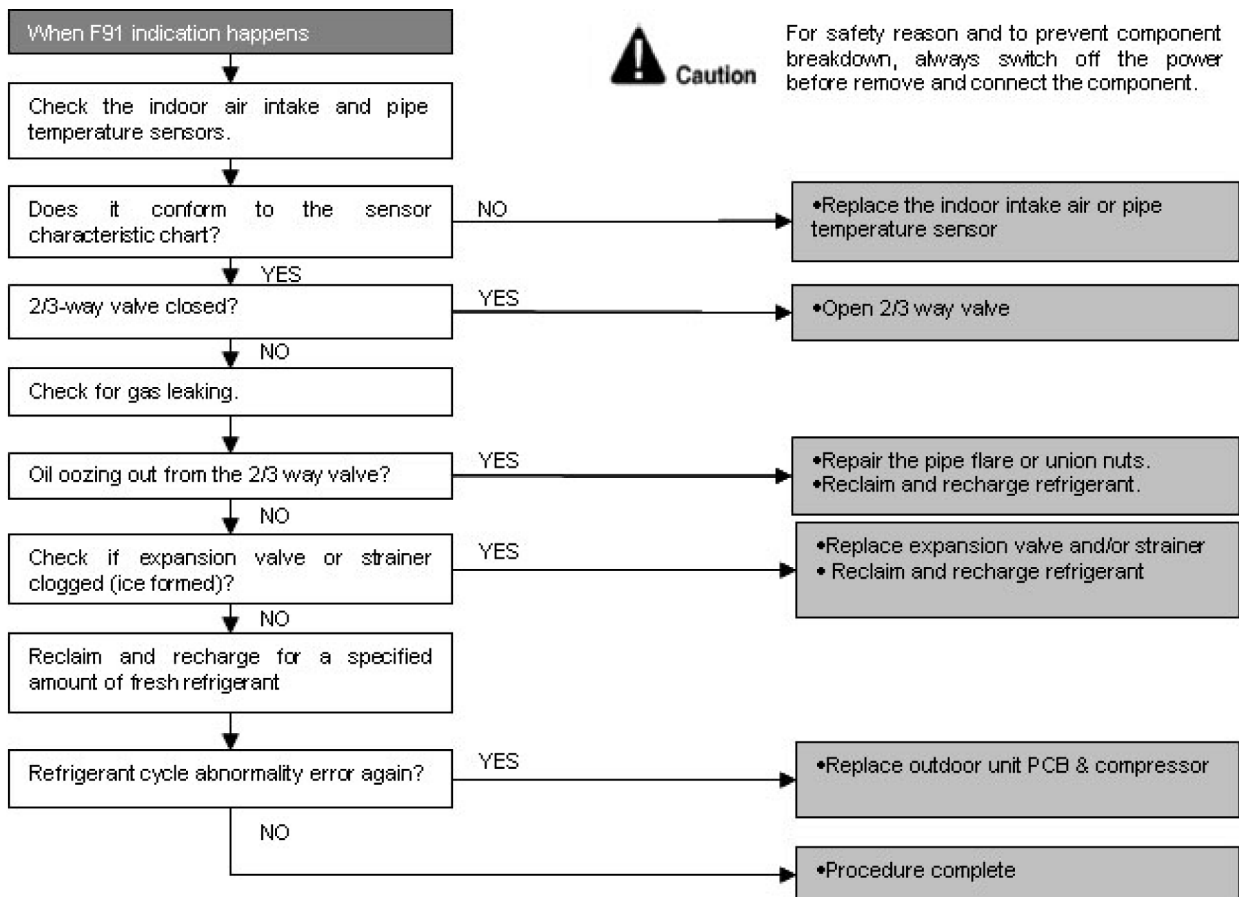 When F91 indication happens
Caution
For safety reason and to prevent component
breakdown, always switch off the power
before remove and connect the component.
Check the indoor air intake and pipe
temperature sensors.
Does it conform to the sensor
characteristic chart?
NO
•Replace the indoor intake air or pipe
temperature sensor
YES
2/3-way valve closed?
YES
•Open 2/3 way valve
NO
Check for gas leaking.
Oil oozing out from the 2/3 way valve?
YES
•Repair the pipe flare or union nuts.
•Reclaim and recharge refrigerant.
NO
Check if expansion valve or strainer
clogged (ice formed)?
YES
•Replace expansion valve and/or strainer
• Reclaim and recharge refrigerant
NO
Reclaim and recharge for a specified
amount of fresh refrigerant
Refrigerant cycle abnormality error again?
YES
•Replace outdoor unit PCB & compressor
NO
•Procedure complete